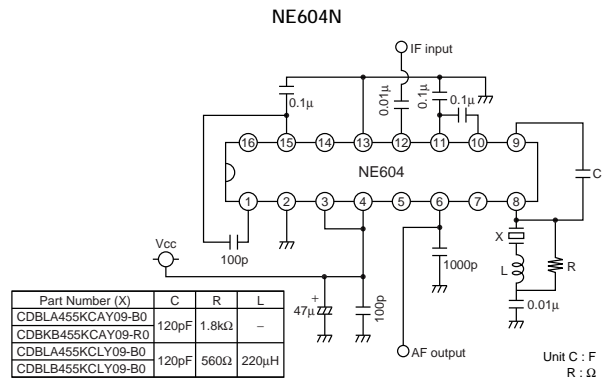 NE604N
IF input
0.1μ
0.01μ
0.1μ
0.1μ
16 15 14 13 12 11 10 9
NE604
C
1 2 3 4 5 6 7 8
X
Vcc
100p
L
R
1000p
47μ
+
100p
0.01μ
AF output
Part Number (X) C R L
CDBLA455KCAY09-B0 120pF 1.8kΩ –
CDBKB455KCAY09-R0
CDBLA455KCLY09-B0 120pF 560Ω 220μH
CDBLB455KCLY09-B0
Unit C : F
R : Ω